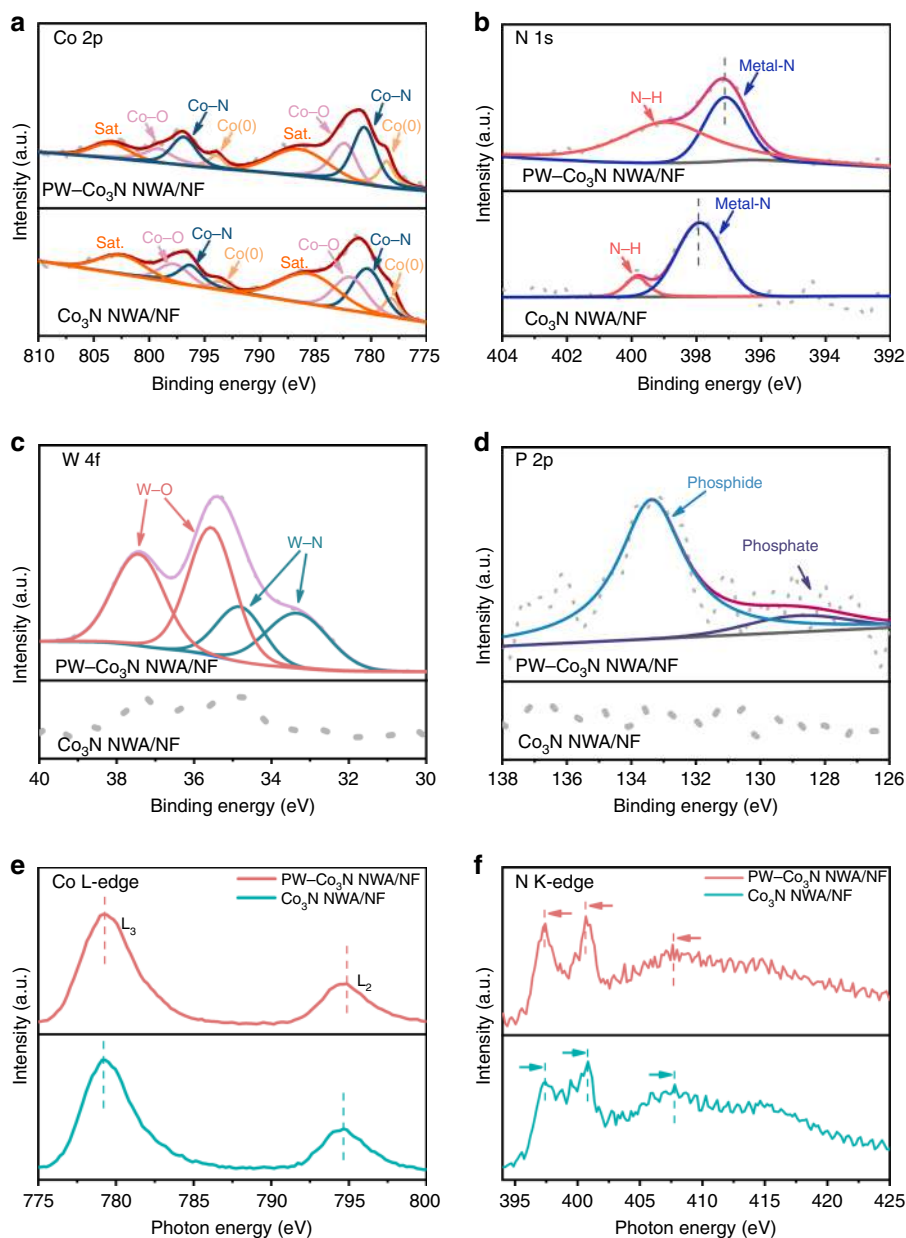 a
Co 2p
Sat.
Co–O
Co–N
Co(0)
Sat.
Co–O
Co–N
Co(0)
PW–Co₃N NWA/NF
Sat.
Co–O
Co–N
Co(0)
Sat.
Co–O
Co–N
Co(0)
Co₃N NWA/NF
Intensity (a.u.)
810 805 800 795 790 785 780 775
Binding energy (eV)
b
N 1s
N–H
Metal-N
PW–Co₃N NWA/NF
Metal-N
N–H
Co₃N NWA/NF
Intensity (a.u.)
404 402 400 398 396 394 392
Binding energy (eV)
c
W 4f
W–O
W–N
PW–Co₃N NWA/NF
Co₃N NWA/NF
Intensity (a.u.)
40 38 36 34 32 30
Binding energy (eV)
d
P 2p
Phosphide
Phosphate
PW–Co₃N NWA/NF
Co₃N NWA/NF
Intensity (a.u.)
138 136 134 132 130 128 126
Binding energy (eV)
e
Co L-edge
PW–Co₃N NWA/NF
Co₃N NWA/NF
L₃
L₂
Intensity (a.u.)
775 780 785 790 795 800
Photon energy (eV)
f
N K-edge
PW–Co₃N NWA/NF
Co₃N NWA/NF
Intensity (a.u.)
395 400 405 410 415 420 425
Photon energy (eV)